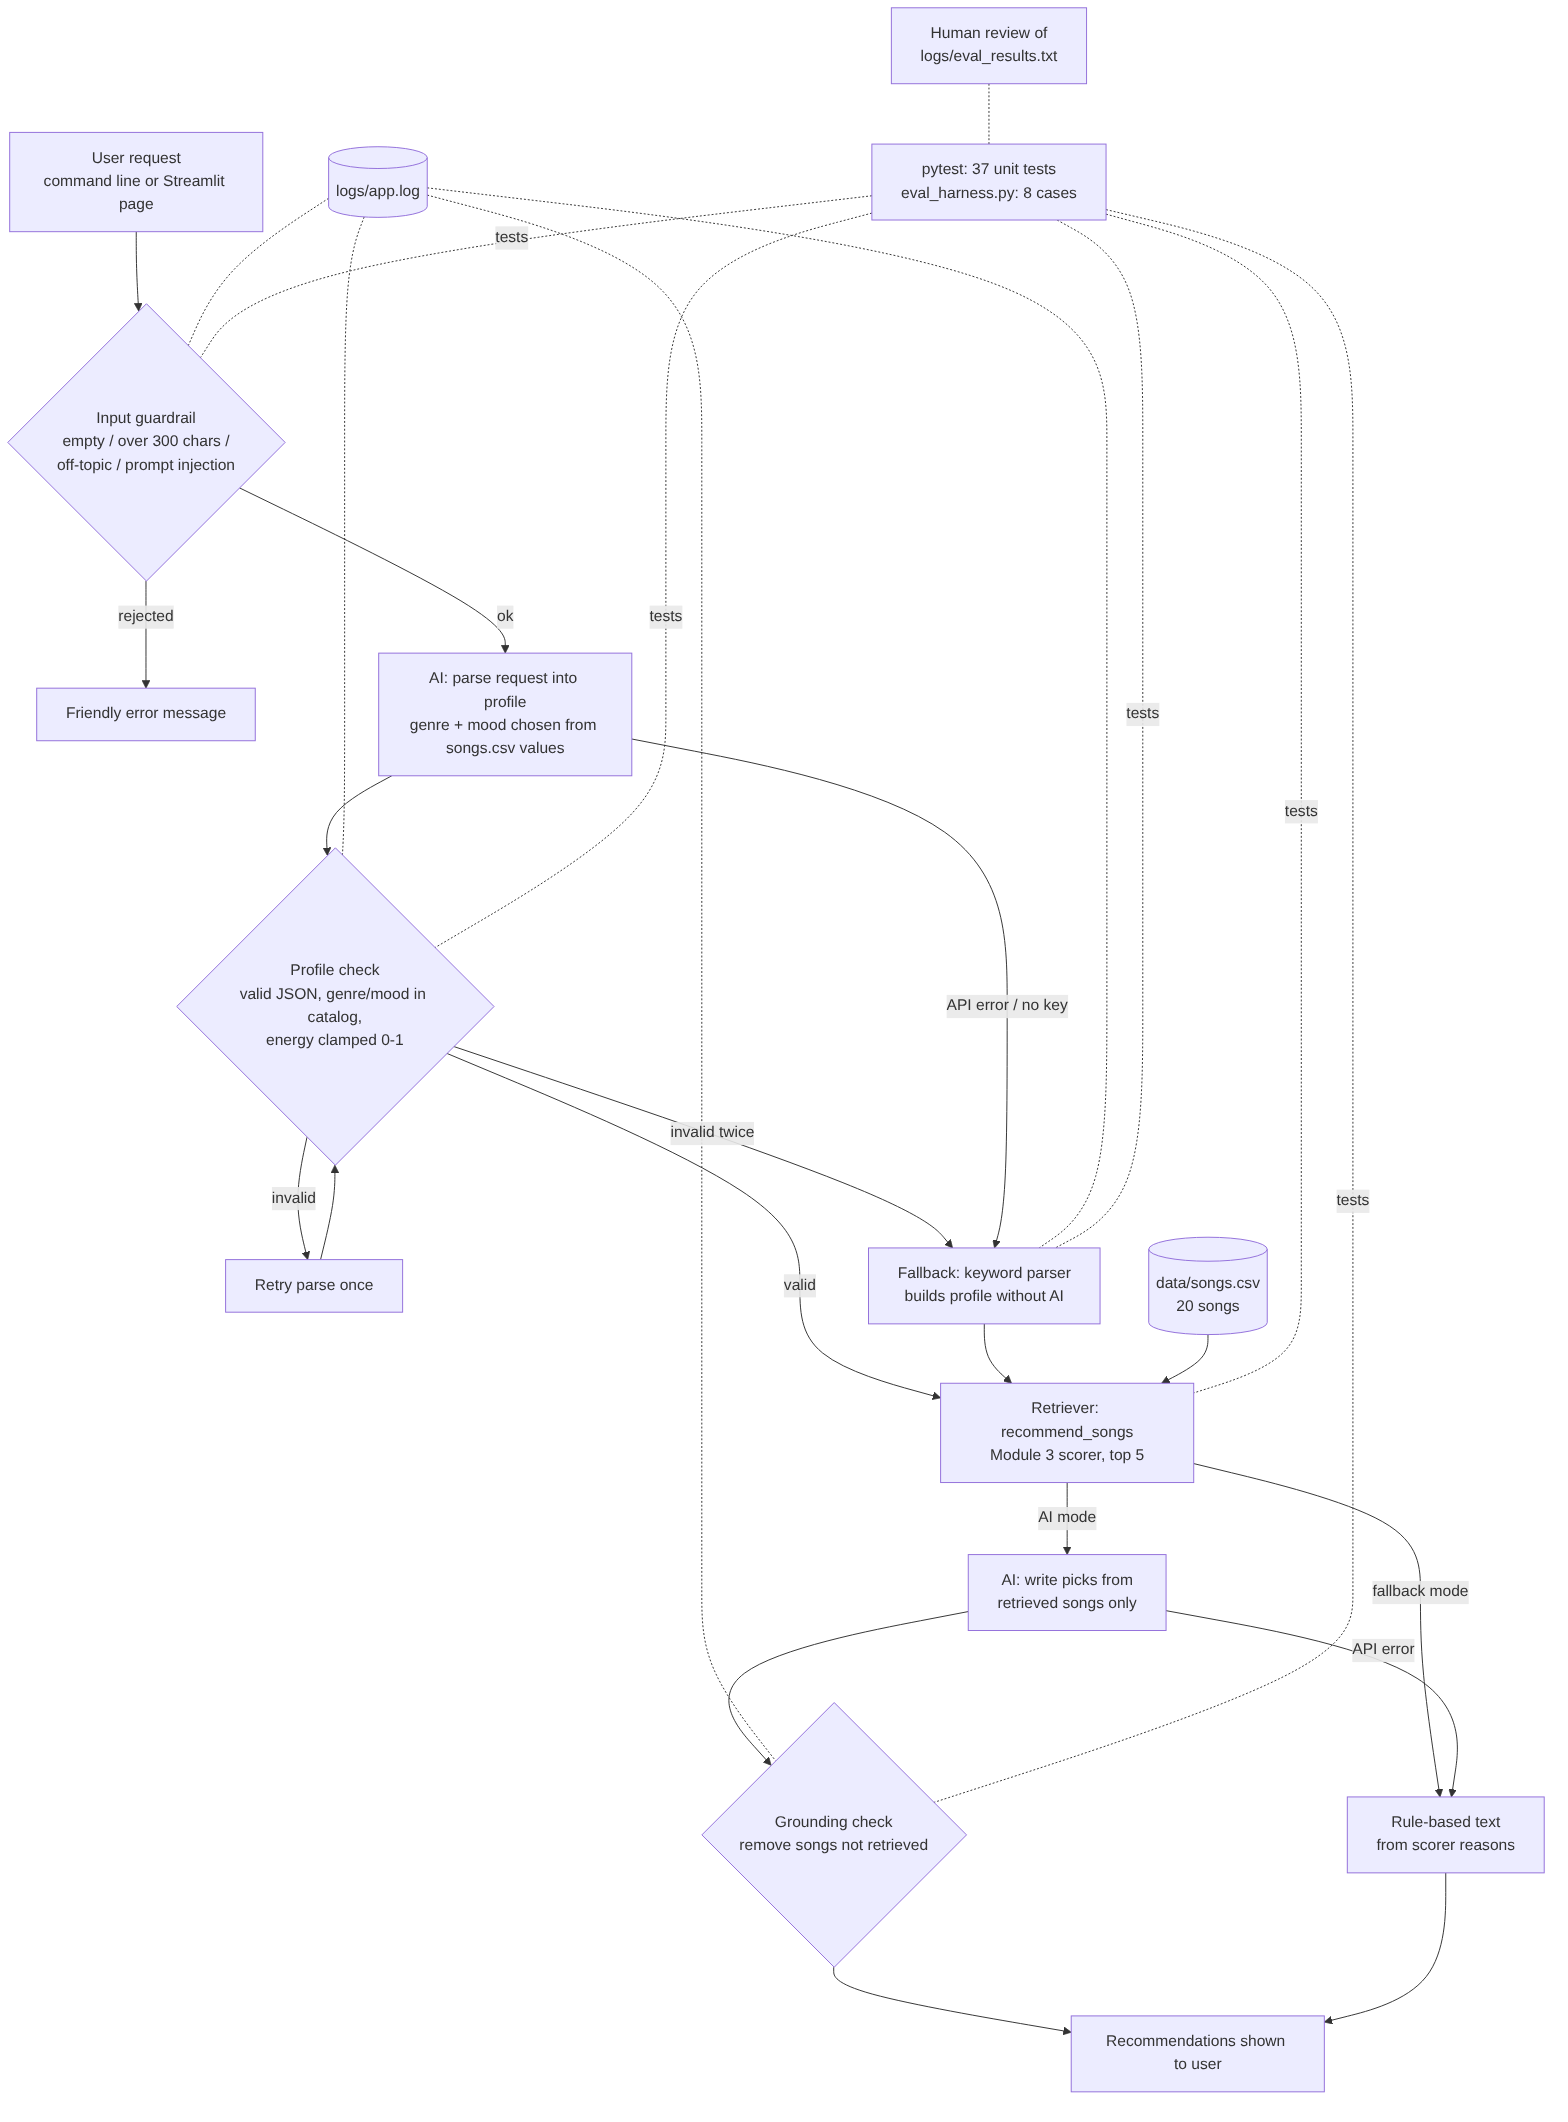 Human review of
logs/eval_results.txt
User request
command line or Streamlit
page
logs/app.log
pytest: 37 unit tests
eval_harness.py: 8 cases
tests
Input guardrail
empty / over 300 chars /
off-topic / prompt injection
rejected
ok
tests
Friendly error message
AI: parse request into
profile
genre + mood chosen from
songs.csv values
tests
tests
Profile check
valid JSON, genre/mood in
catalog,
energy clamped 0-1
API error / no key
invalid twice
invalid
tests
Retry parse once
valid
Fallback: keyword parser
builds profile without AI
data/songs.csv
20 songs
Retriever:
recommend_songs
Module 3 scorer, top 5
AI mode
AI: write picks from
retrieved songs only
fallback mode
API error
Grounding check
remove songs not retrieved
Rule-based text
from scorer reasons
Recommendations shown
to user